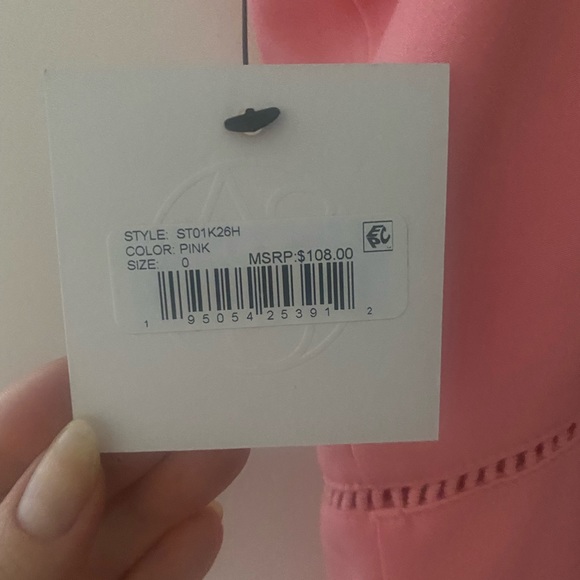 STYLE: ST01K26H
COLOR: PINK
SIZE: 0 MSRP:$108.00
1 95054 25391 2